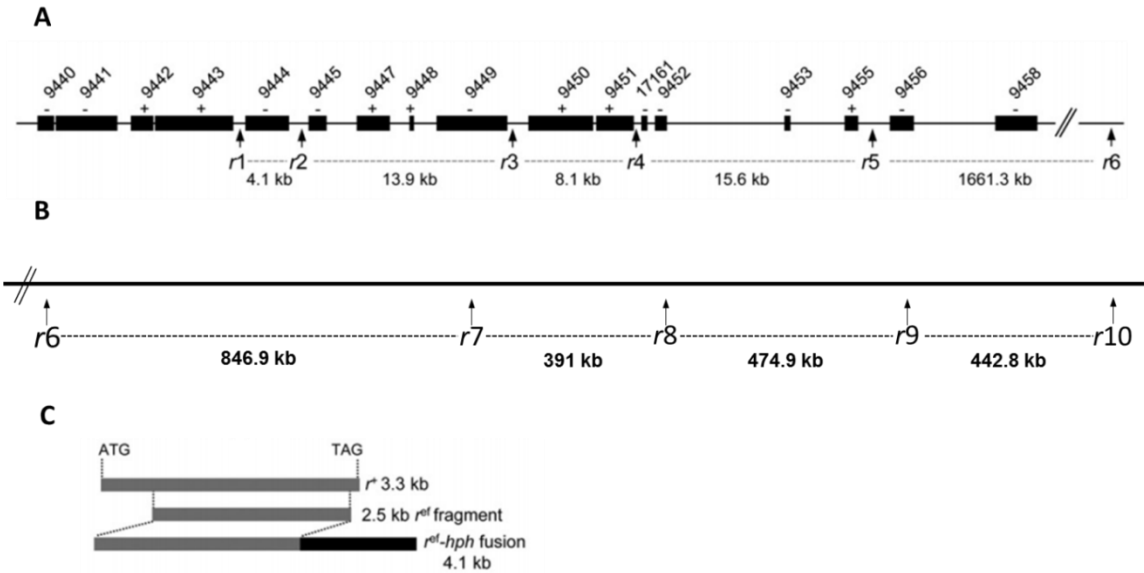 A
9440 9441 9442 9443 9444 9445 9447 9448 9449 9450 9451 17161 9452 9453 9455 9456 9458
- - + + - - + + - + + - - - + - -
r1 r2 r3 r4 r5 r6
4.1 kb 13.9 kb 8.1 kb 15.6 kb 1661.3 kb
B
r6 r7 r8 r9 r10
846.9 kb 391 kb 474.9 kb 442.8 kb
C
ATG TAG
r+ 3.3 kb
2.5 kb ref fragment
ref-hph fusion
4.1 kb